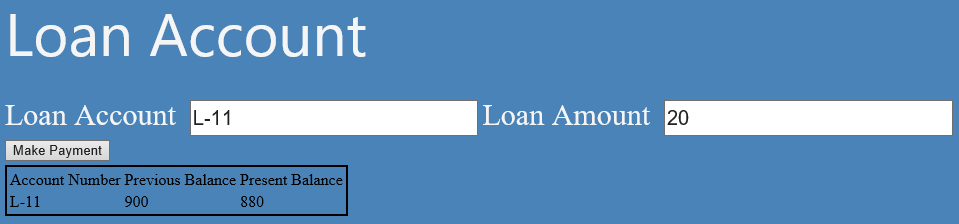 Loan Account
Loan Account L-11 Loan Amount 20
Make Payment
Account Number Previous Balance Present Balance
L-11 900 880